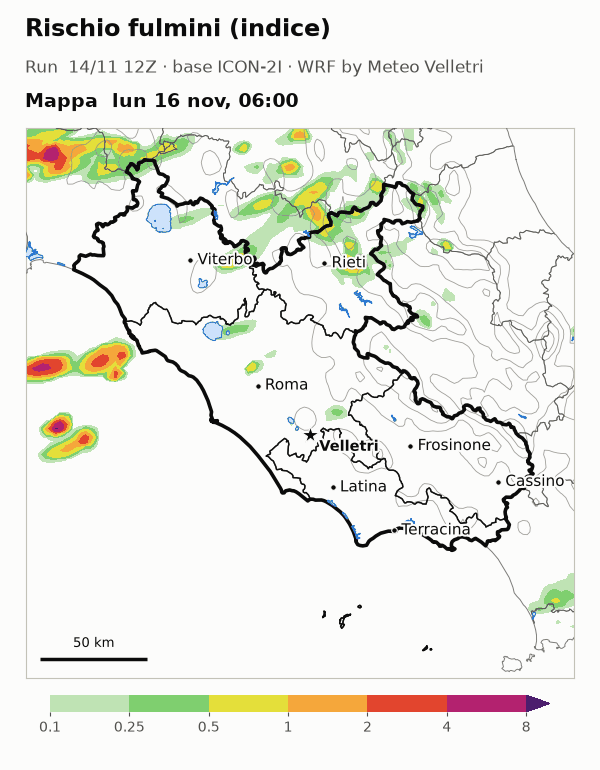 Rischio fulmini (indice)
Run  14/11 12Z · base ICON-2I · WRF by Meteo Velletri
Mappa  lun 16 nov, 06:00
Viterbo
Rieti
Roma
Velletri
Frosinone
Cassino
Latina
Terracina
50 km
0.1 0.25 0.5 1 2 4 8